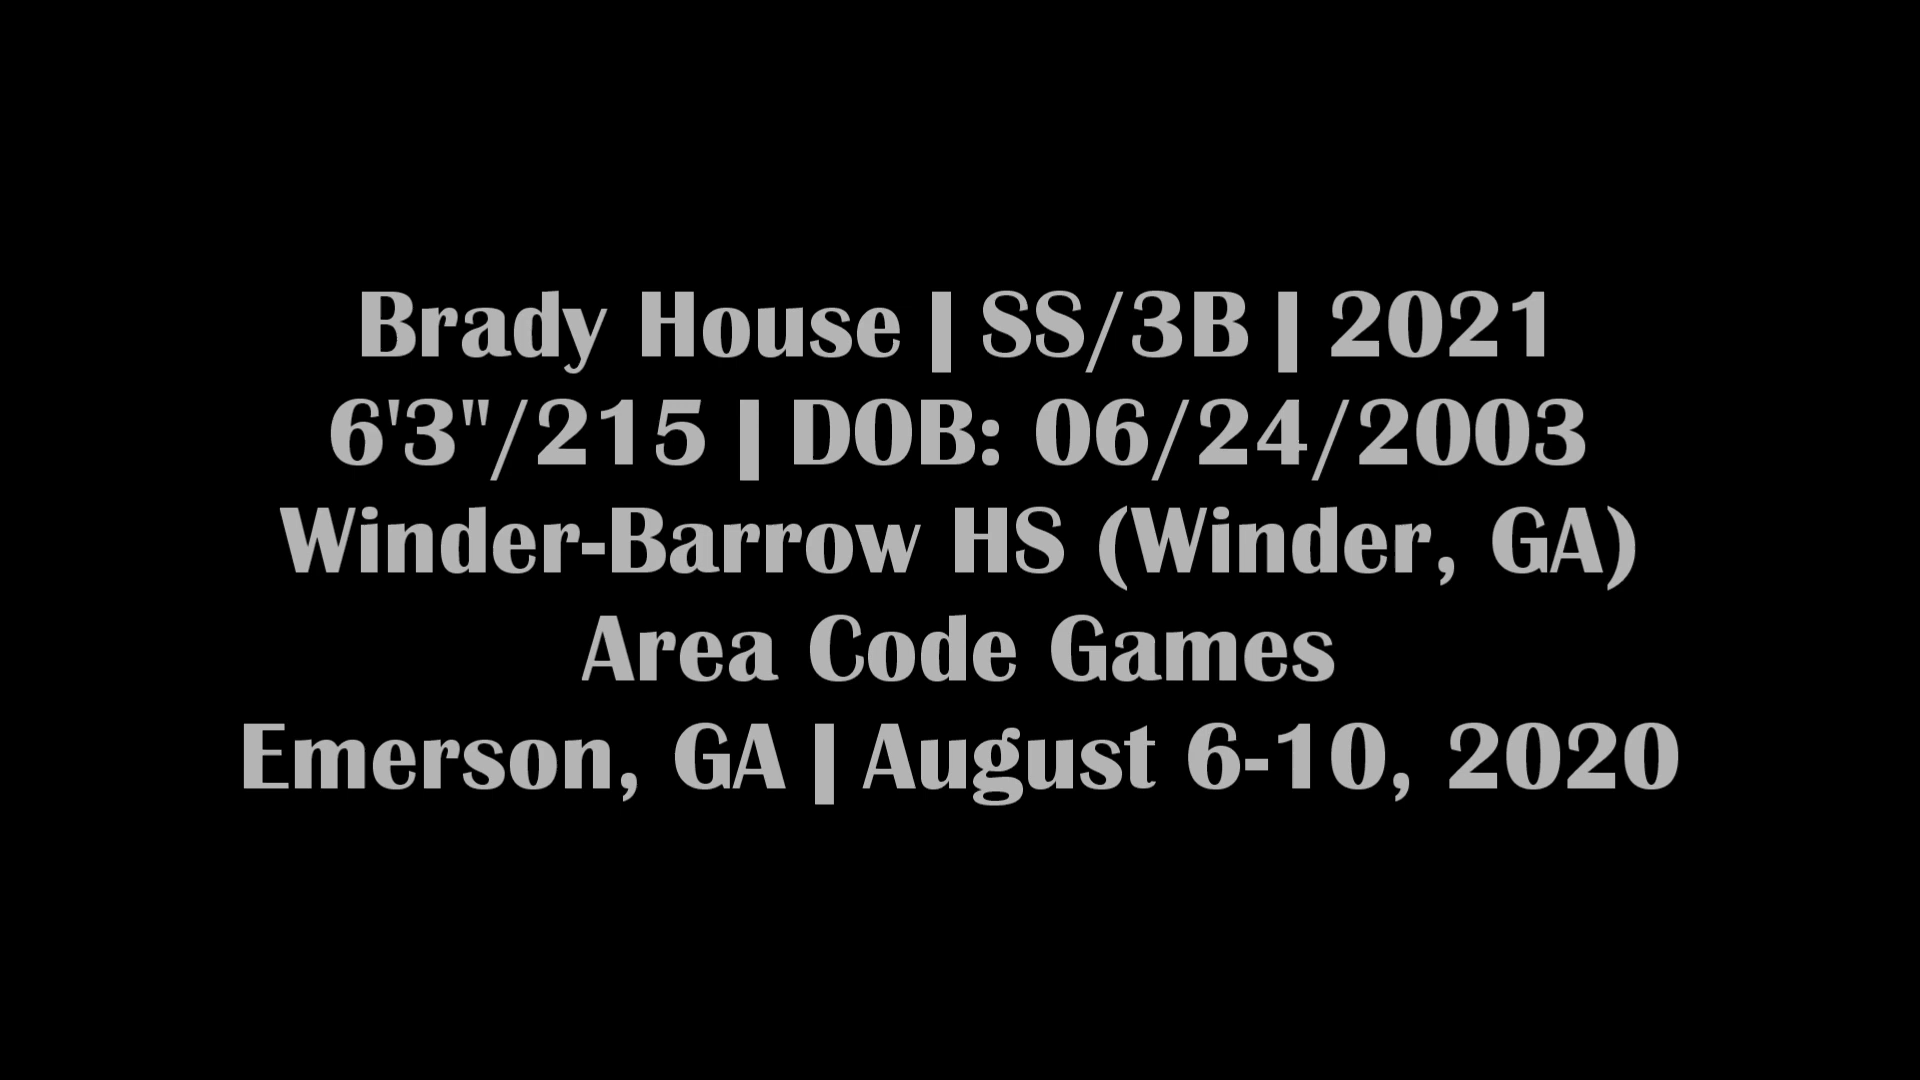 Brady House | SS/3B | 2021
6'3"/215 | DOB: 06/24/2003
Winder-Barrow HS (Winder, GA)
Area Code Games
Emerson, GA | August 6-10, 2020